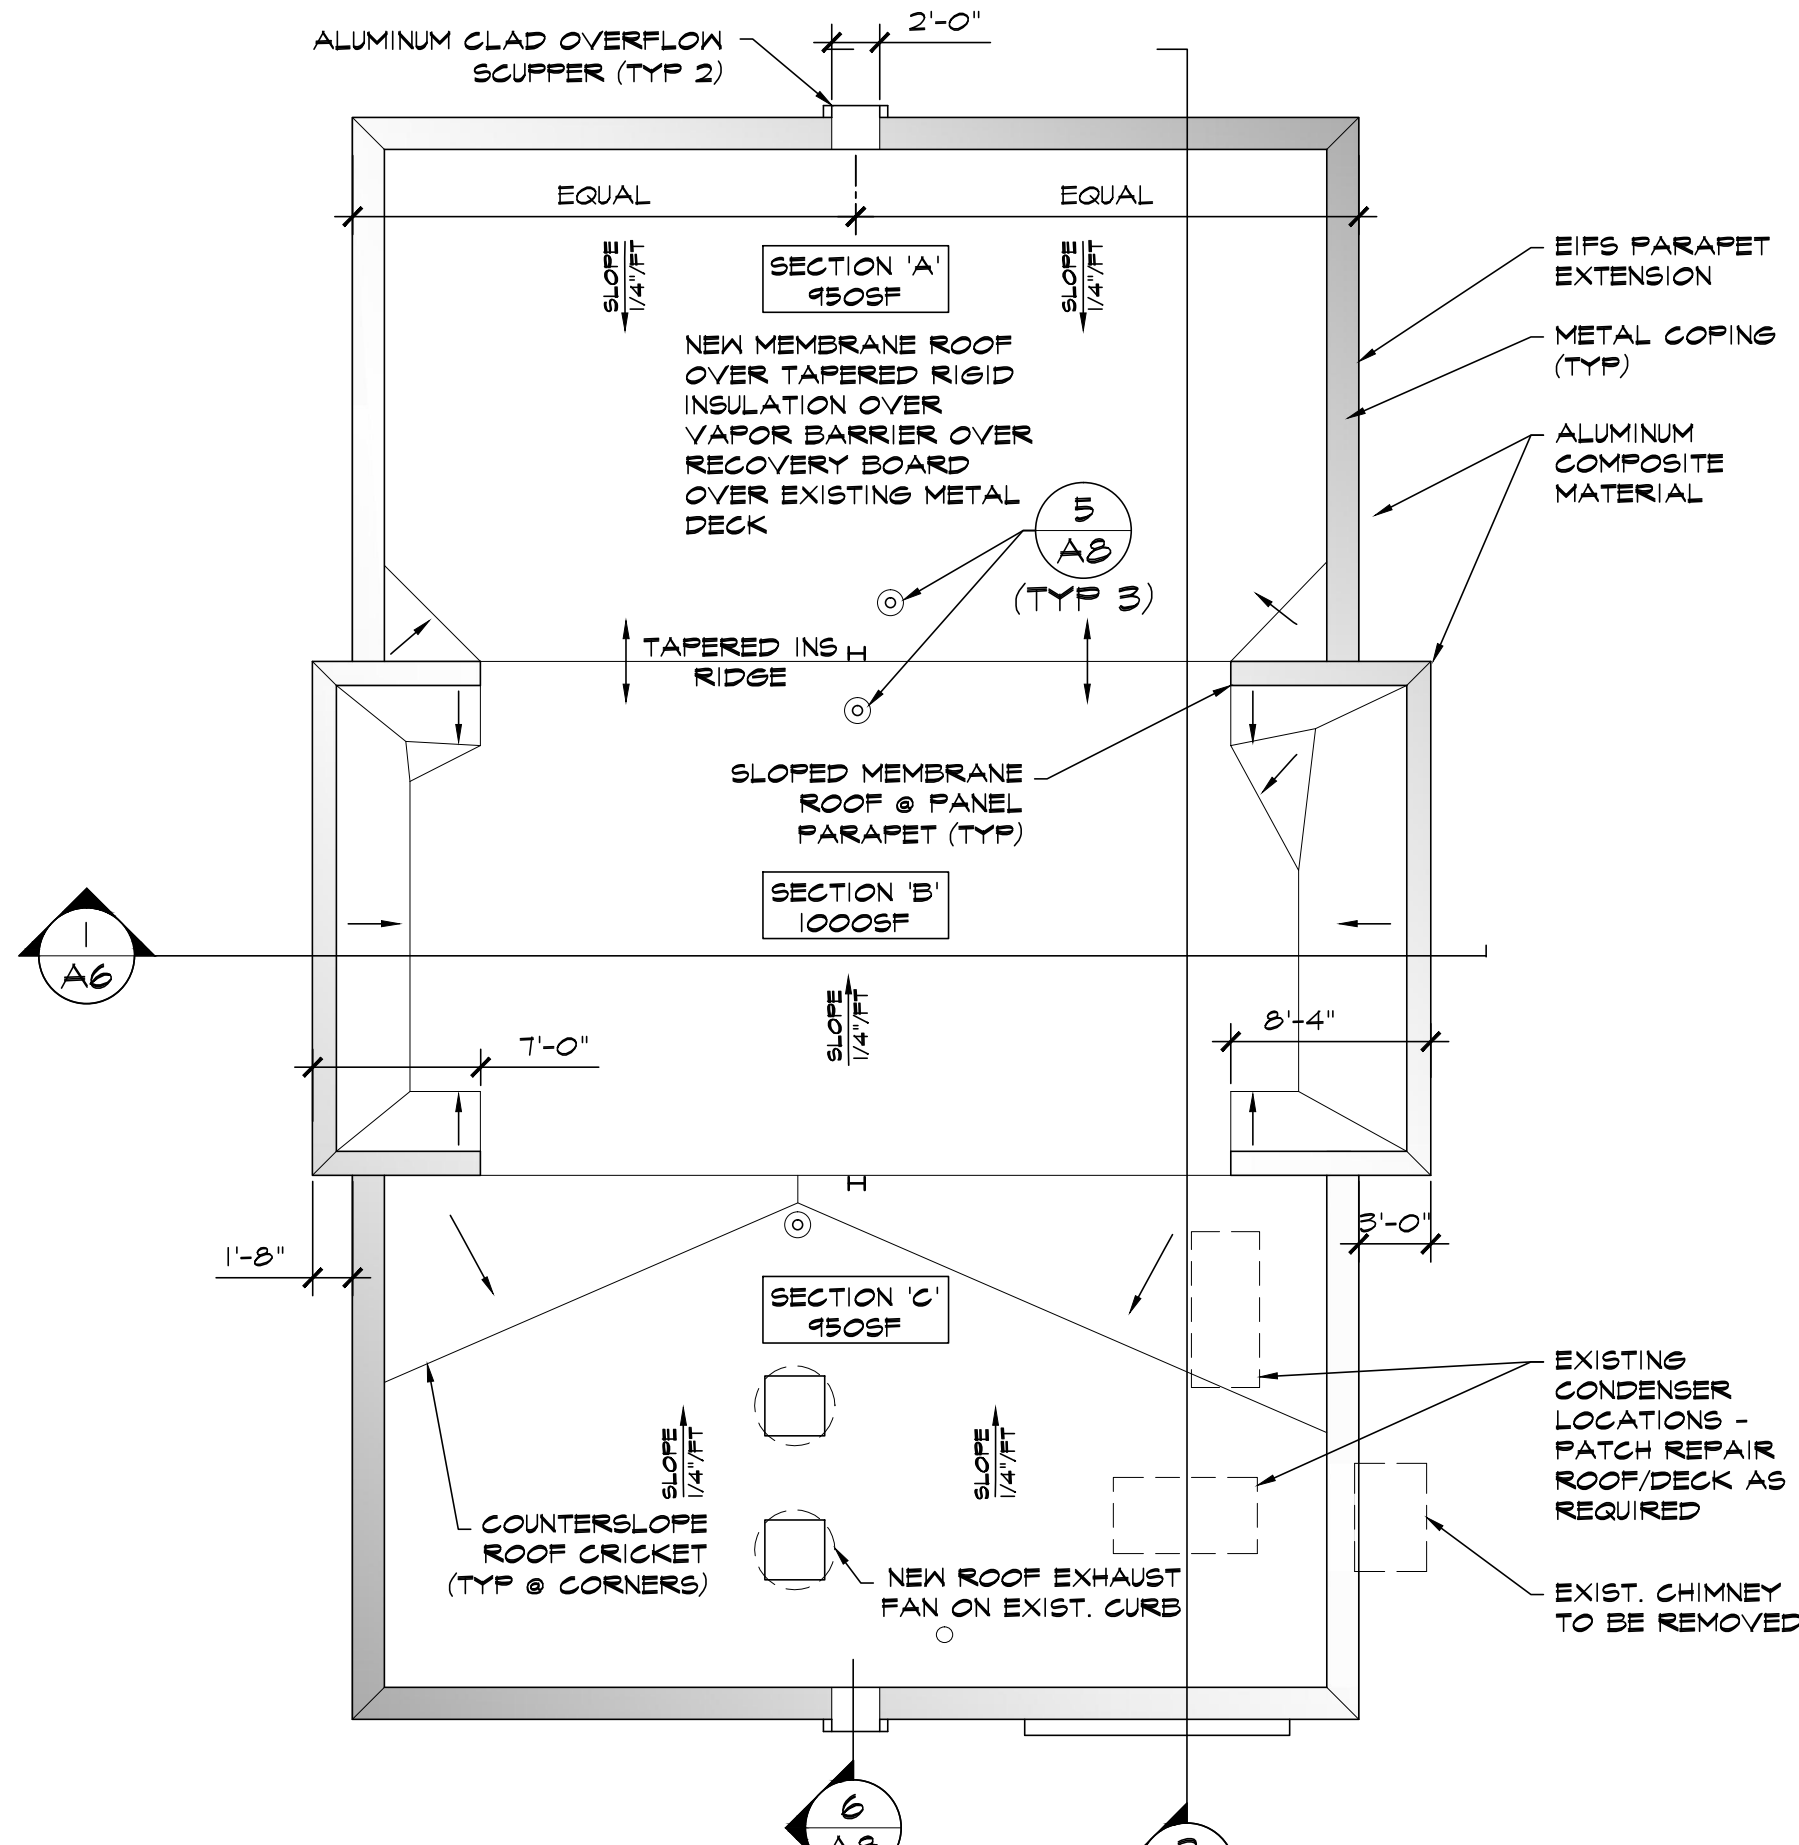 ALUMINUM CLAD OVERFLOW
SCUPPER (TYP 2)
2'-0"
EQUAL
EQUAL
SLOPE
1/4"/FT
SECTION 'A'
950SF
SLOPE
1/4"/FT
EIFS PARAPET
EXTENSION
METAL COPING
(TYP)
ALUMINUM
COMPOSITE
MATERIAL
NEW MEMBRANE ROOF
OVER TAPERED RIGID
INSULATION OVER
VAPOR BARRIER OVER
RECOVERY BOARD
OVER EXISTING METAL
DECK
5
A8
(TYP 3)
TAPERED INS
RIDGE
SLOPED MEMBRANE
ROOF @ PANEL
PARAPET (TYP)
SECTION 'B'
1000SF
1
A6
SLOPE
1/4"/FT
7'-0"
8'-4"
1'-8"
3'-0"
SECTION 'C'
950SF
SLOPE
1/4"/FT
SLOPE
1/4"/FT
EXISTING
CONDENSER
LOCATIONS -
PATCH REPAIR
ROOF/DECK AS
REQUIRED
COUNTERSLOPE
ROOF CRICKET
(TYP @ CORNERS)
NEW ROOF EXHAUST
FAN ON EXIST. CURB
EXIST. CHIMNEY
TO BE REMOVED
6
A8